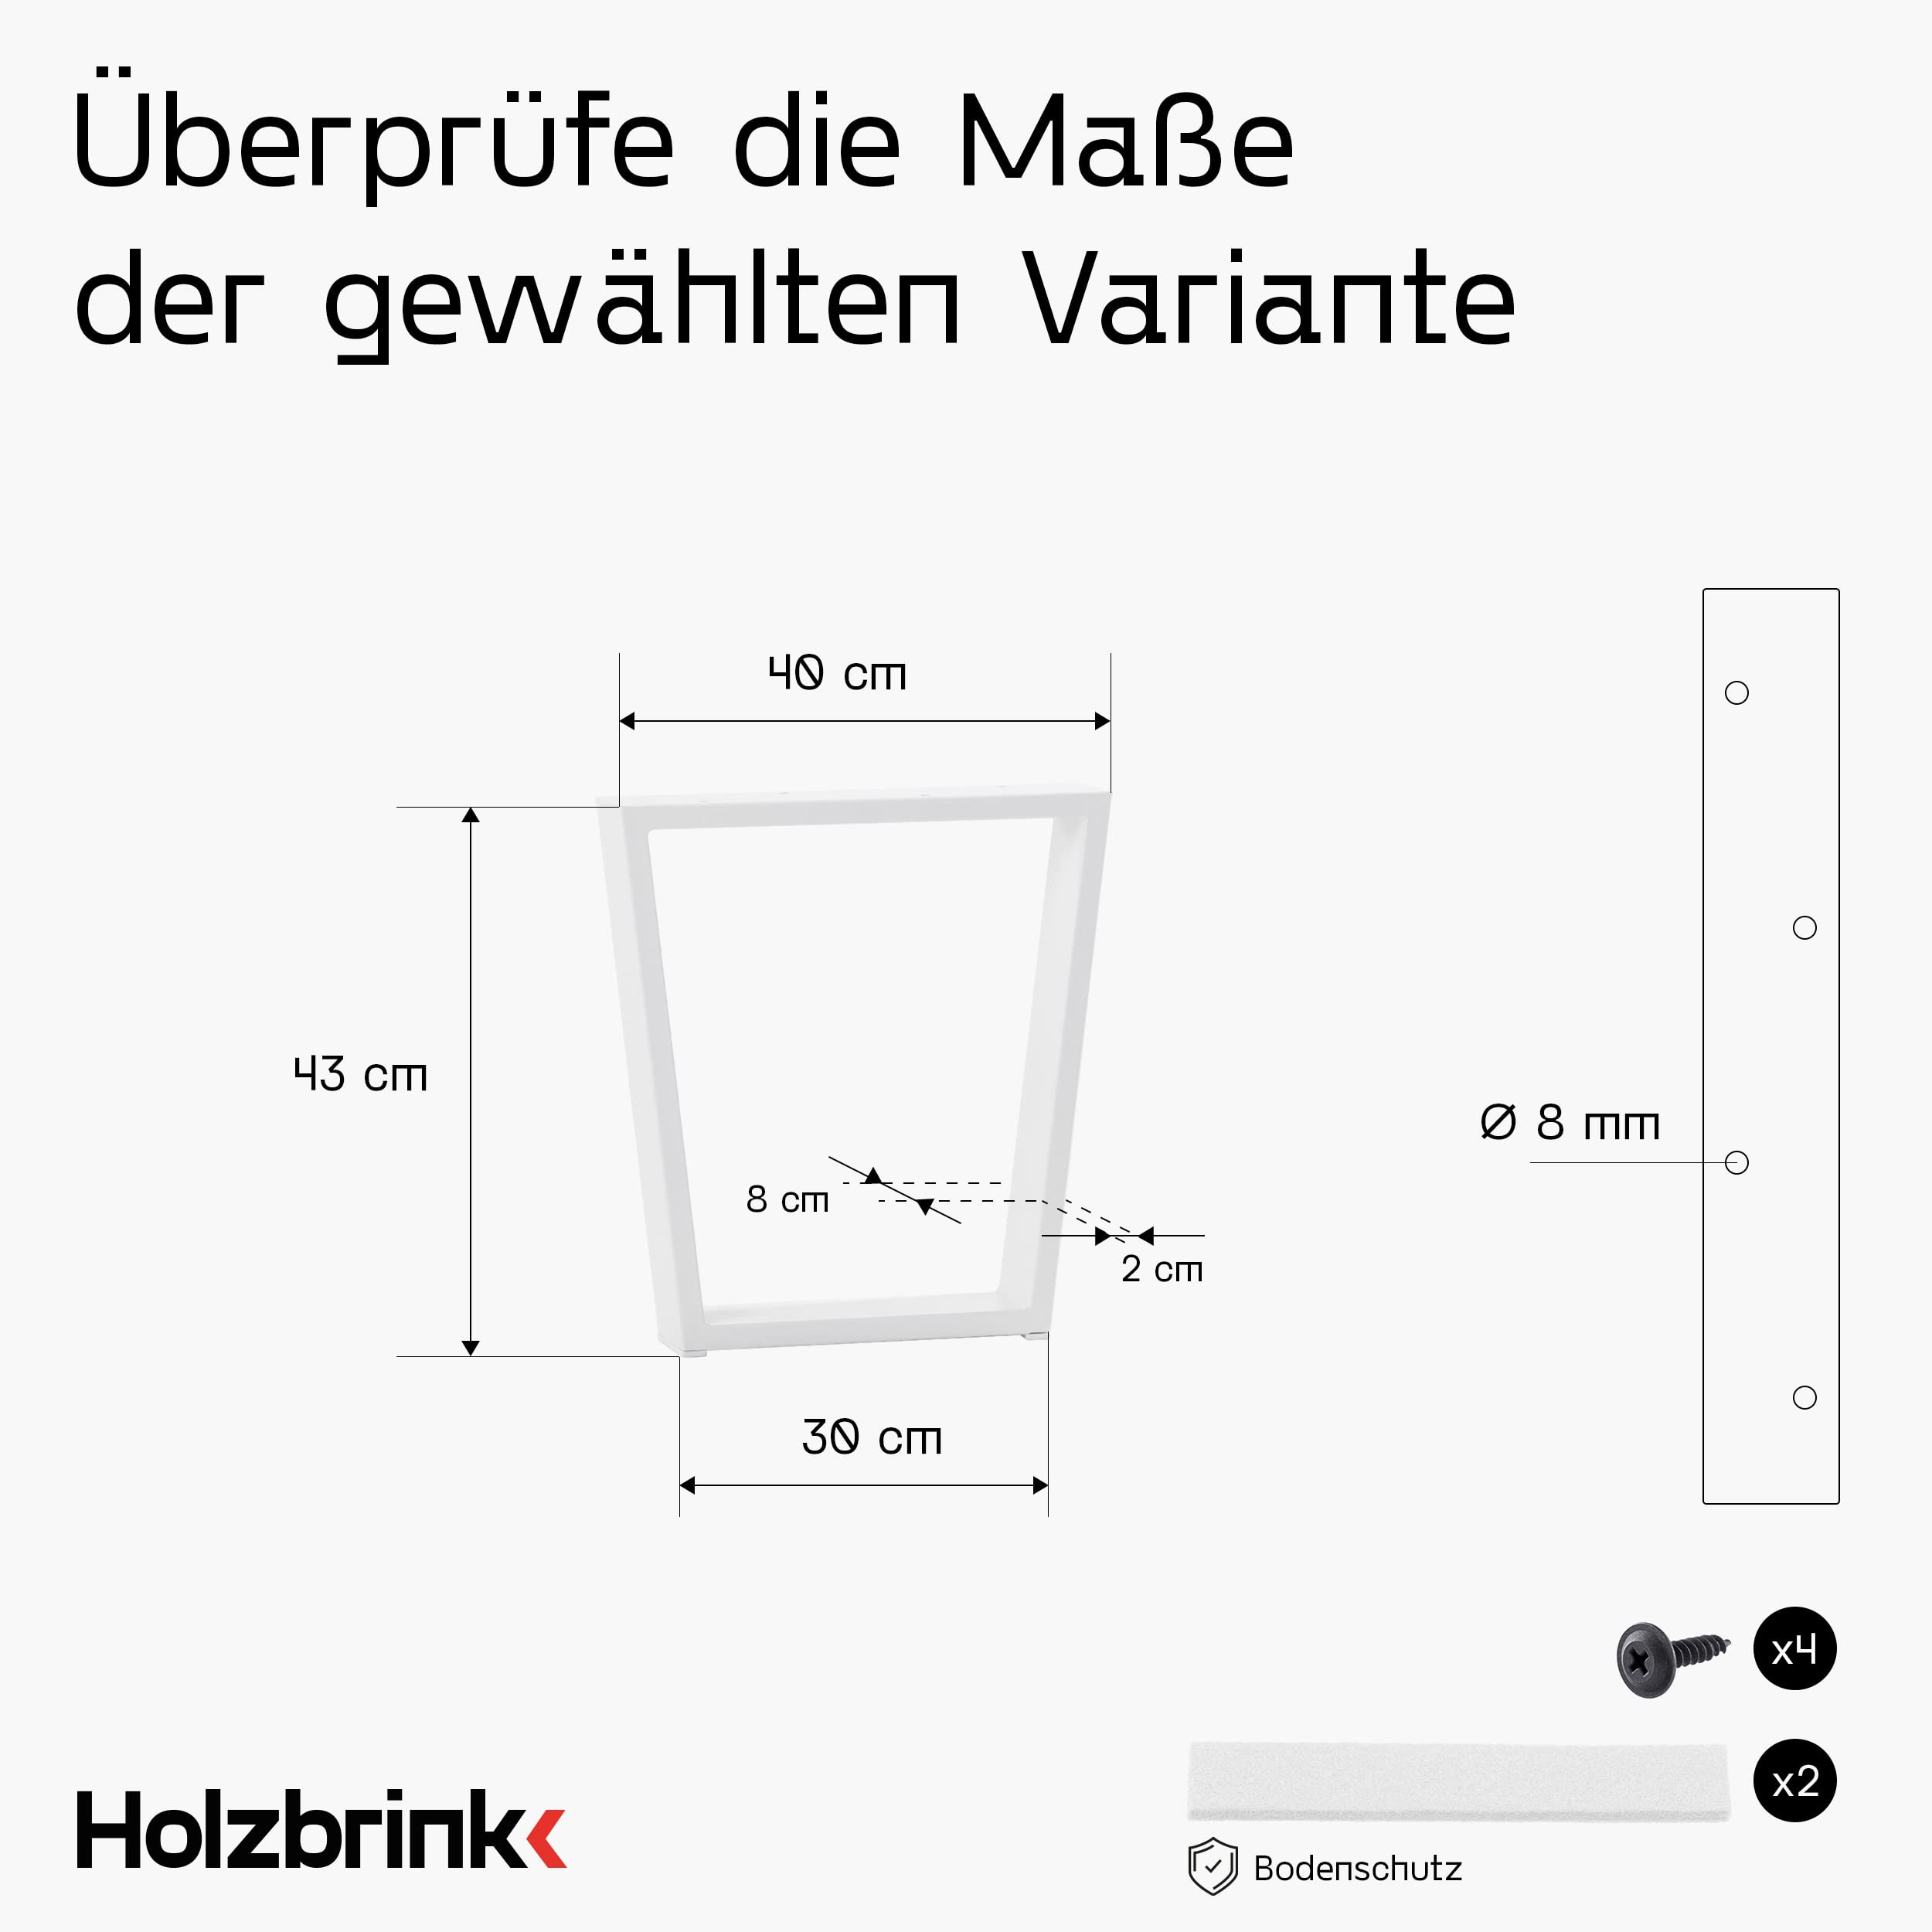 Überprüfe die Maße
der gewählten Variante
40 cm
43 cm
Ø 8 mm
8 cm
2 cm
30 cm
x4
x2
Holzbrink
Bodenschutz